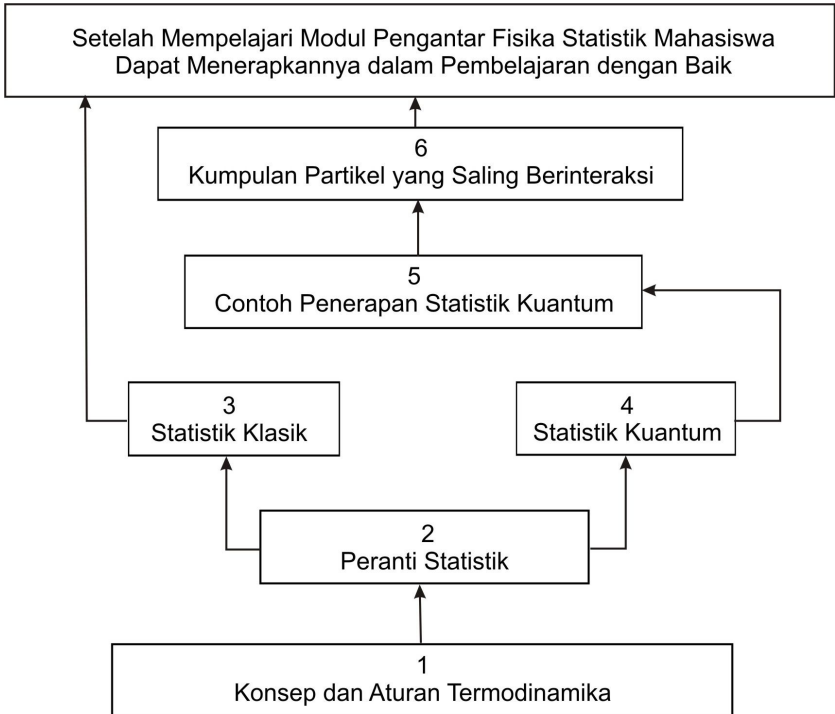 Setelah Mempelajari Modul Pengantar Fisika Statistik Mahasiswa
Dapat Menerapkannya dalam Pembelajaran dengan Baik
6
Kumpulan Partikel yang Saling Berinteraksi
5
Contoh Penerapan Statistik Kuantum
3
Statistik Klasik
4
Statistik Kuantum
2
Peranti Statistik
1
Konsep dan Aturan Termodinamika